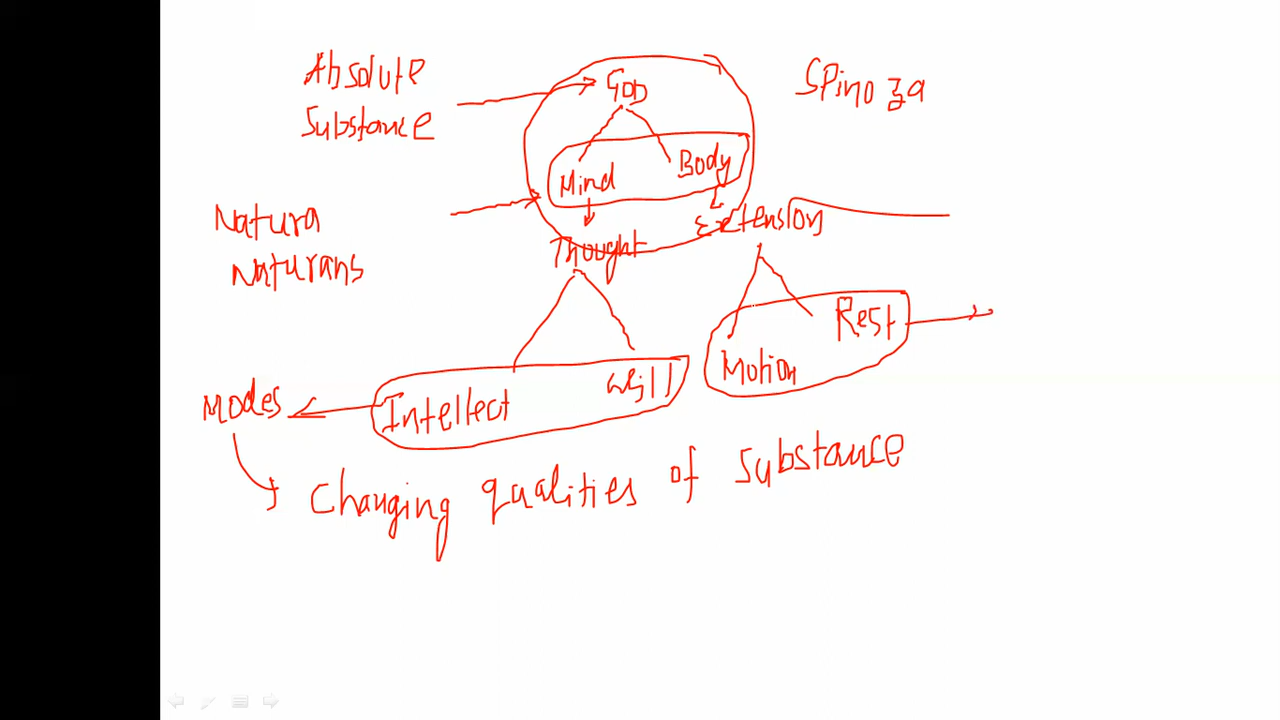 Absolute
Substance
GOD
Spinoza
Mind
Body
Natura
Naturans
Thought
Extension
Intellect
Will
Motion
Rest
Modes
Changing qualities of substance